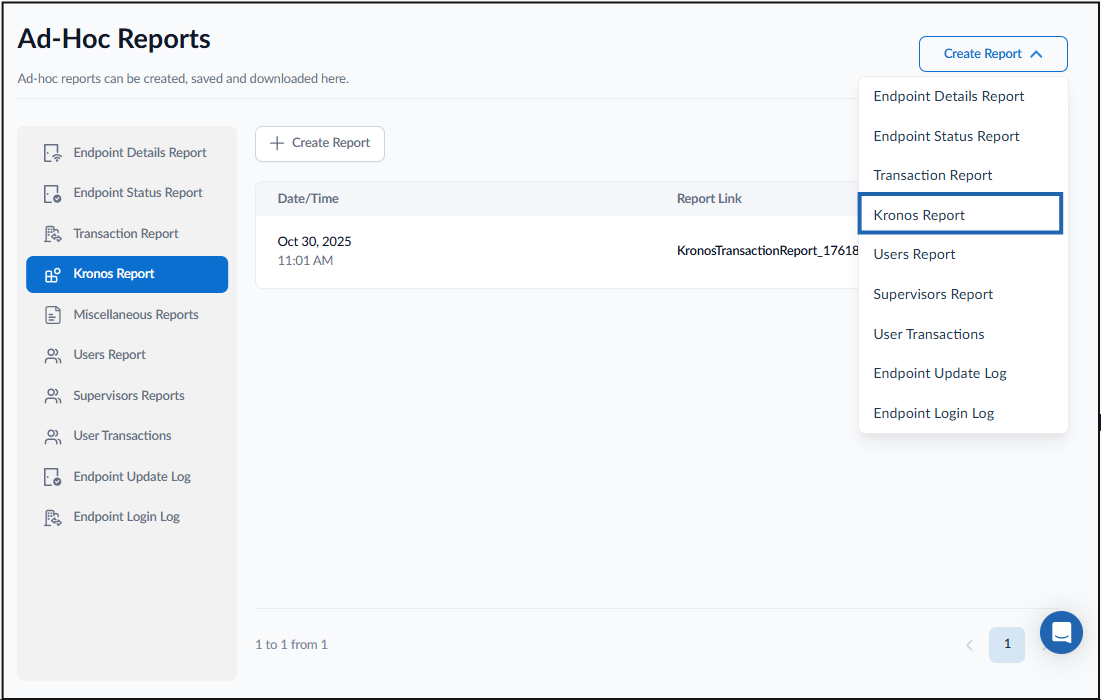 Ad-Hoc Reports
Ad-hoc reports can be created, saved and downloaded here.
Create Report
Endpoint Details Report
Endpoint Status Report
Transaction Report
Kronos Report
Users Report
Supervisors Report
User Transactions
Endpoint Update Log
Endpoint Login Log
Endpoint Details Report
Endpoint Status Report
Transaction Report
Kronos Report
Miscellaneous Reports
Users Report
Supervisors Reports
User Transactions
Endpoint Update Log
Endpoint Login Log
Create Report
Date/Time Report Link
Oct 30, 2025
11:01 AM
KronosTransactionReport_17618
1 to 1 from 1
1